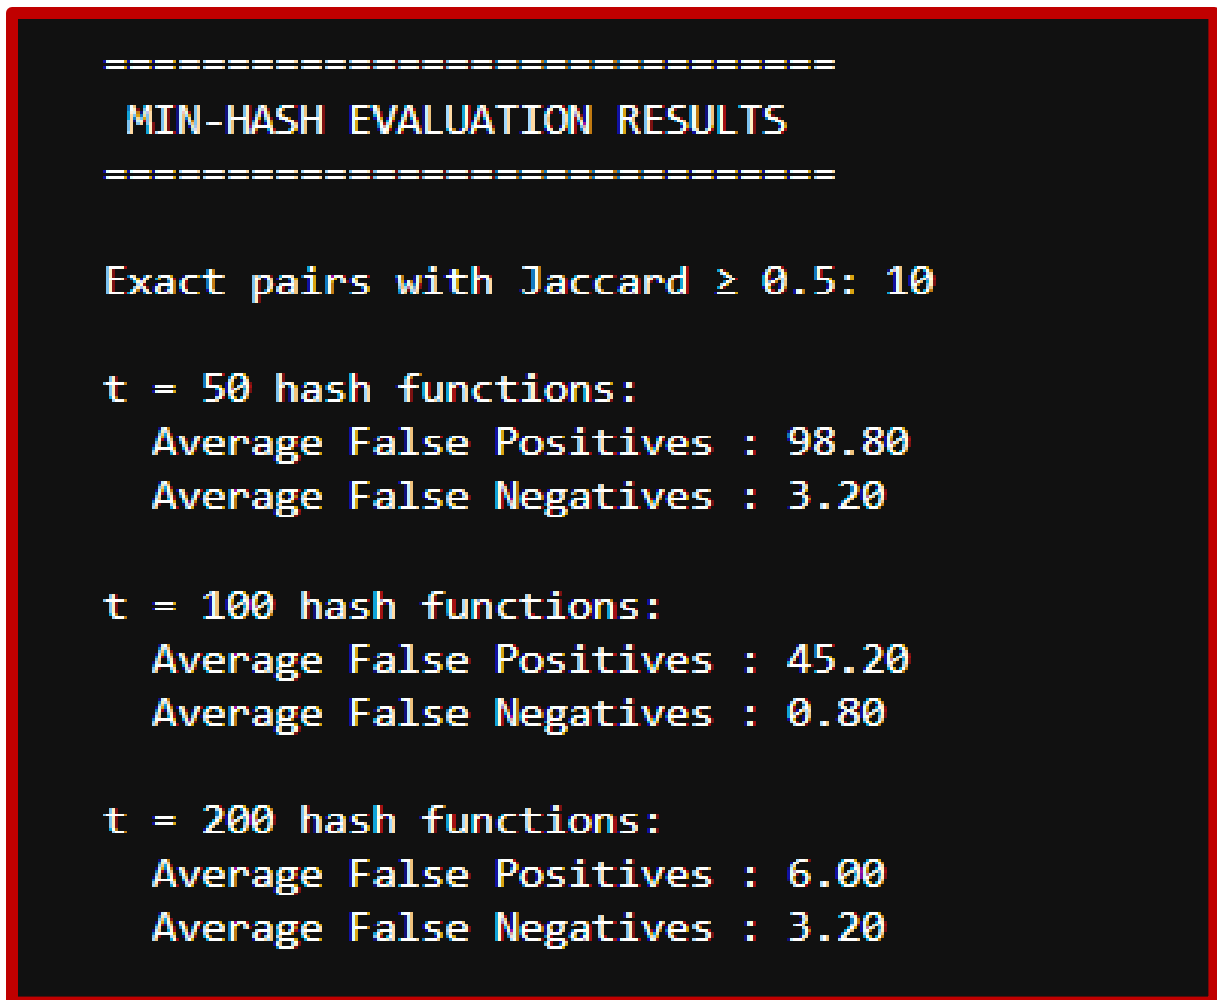 ==============================
MIN-HASH EVALUATION RESULTS
==============================
Exact pairs with Jaccard ≥ 0.5: 10
t = 50 hash functions:
Average False Positives : 98.80
Average False Negatives : 3.20
t = 100 hash functions:
Average False Positives : 45.20
Average False Negatives : 0.80
t = 200 hash functions:
Average False Positives : 6.00
Average False Negatives : 3.20